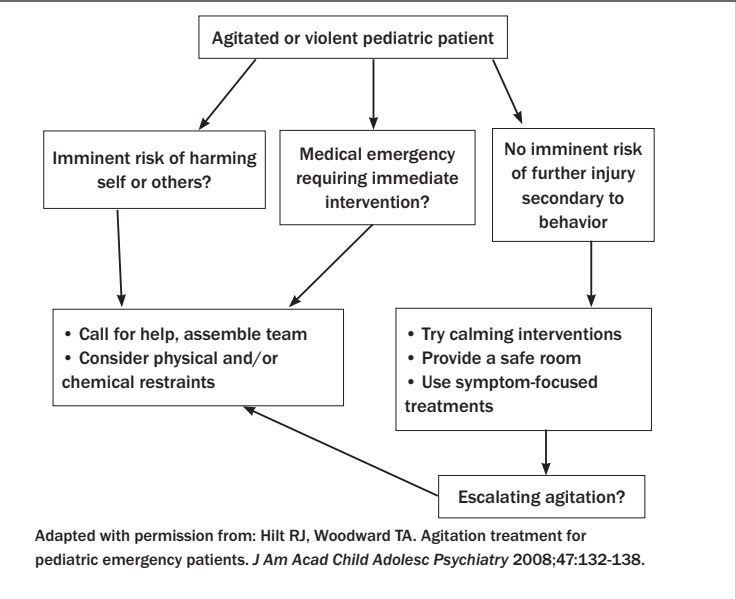 Agitated or violent pediatric patient
Imminent risk of harming
self or others?
Medical emergency
requiring immediate
intervention?
No imminent risk
of further injury
secondary to
behavior
• Call for help, assemble team
• Consider physical and/or
chemical restraints
• Try calming interventions
• Provide a safe room
• Use symptom-focused
treatments
Escalating agitation?
Adapted with permission from: Hilt RJ, Woodward TA. Agitation treatment for
pediatric emergency patients. J Am Acad Child Adolesc Psychiatry 2008;47:132-138.